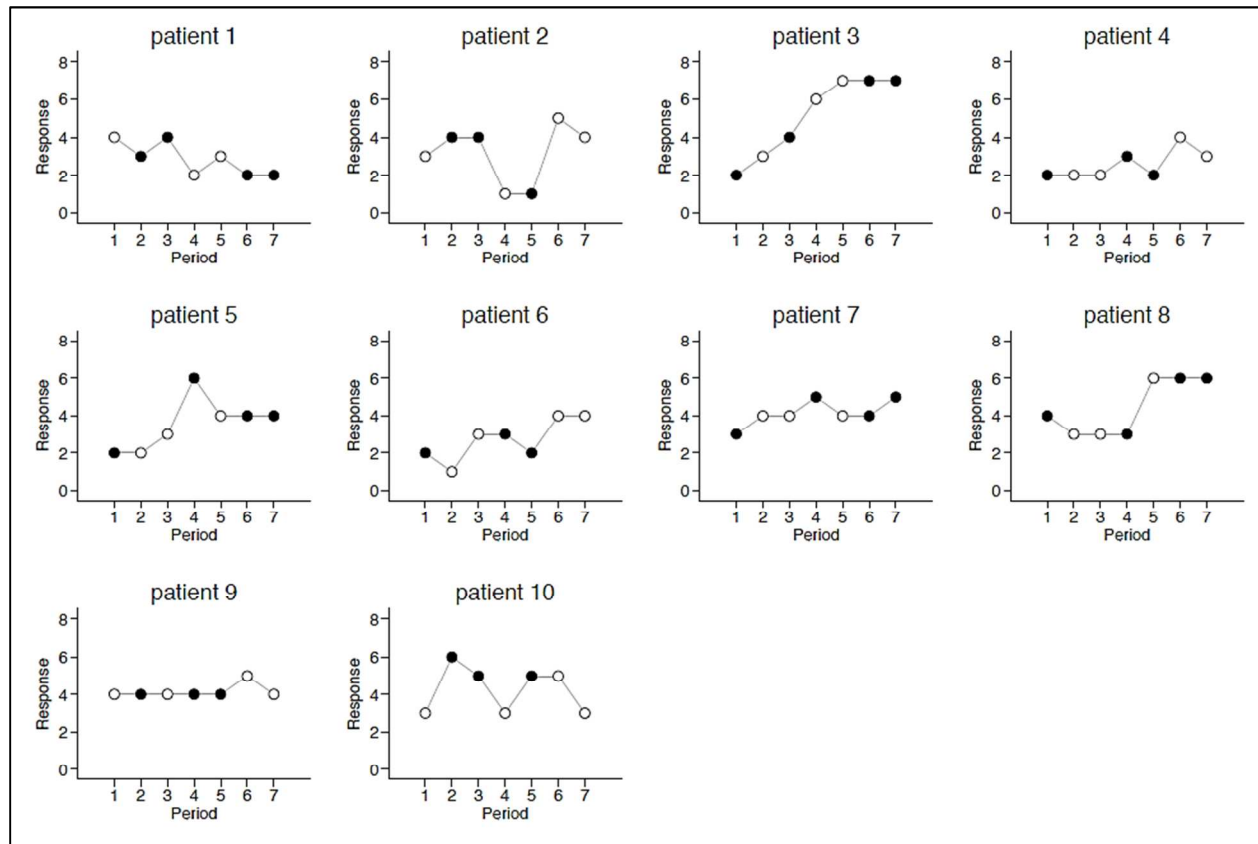 patient 1
patient 2
patient 3
patient 4
Response
8
6
4
2
0
1 2 3 4 5 6 7
Period
Response
8
6
4
2
0
1 2 3 4 5 6 7
Period
Response
8
6
4
2
0
1 2 3 4 5 6 7
Period
Response
8
6
4
2
0
1 2 3 4 5 6 7
Period
patient 5
patient 6
patient 7
patient 8
Response
8
6
4
2
0
1 2 3 4 5 6 7
Period
Response
8
6
4
2
0
1 2 3 4 5 6 7
Period
Response
8
6
4
2
0
1 2 3 4 5 6 7
Period
Response
8
6
4
2
0
1 2 3 4 5 6 7
Period
patient 9
patient 10
Response
8
6
4
2
0
1 2 3 4 5 6 7
Period
Response
8
6
4
2
0
1 2 3 4 5 6 7
Period